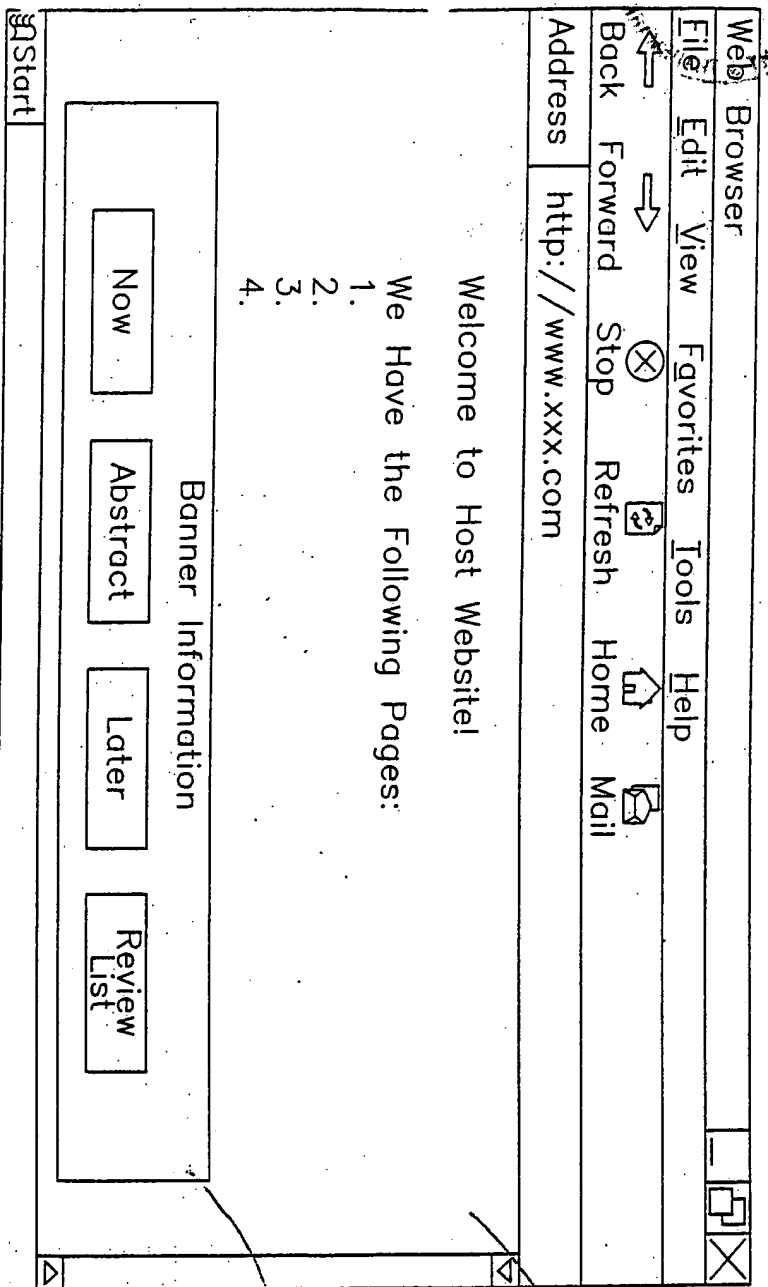 Web Browser
File Edit View Favorites Tools Help
Back Forward Stop Refresh Home Mail
Address http://www.xxx.com
Welcome to Host Website!
We Have the Following Pages:
1.
2.
3.
4.
Banner Information
Now Abstract Later Review
List
Start